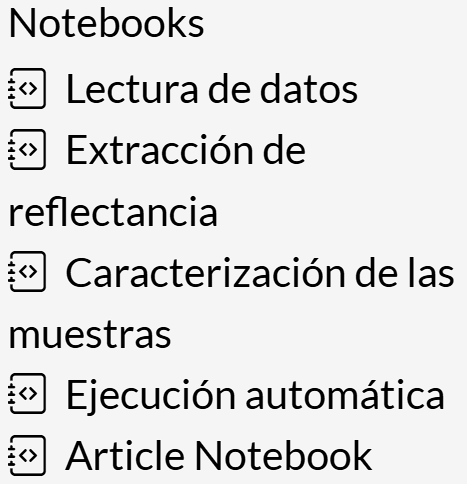 Notebooks
Lectura de datos
Extracción de
reflectancia
Caracterización de las
muestras
Ejecución automática
Article Notebook